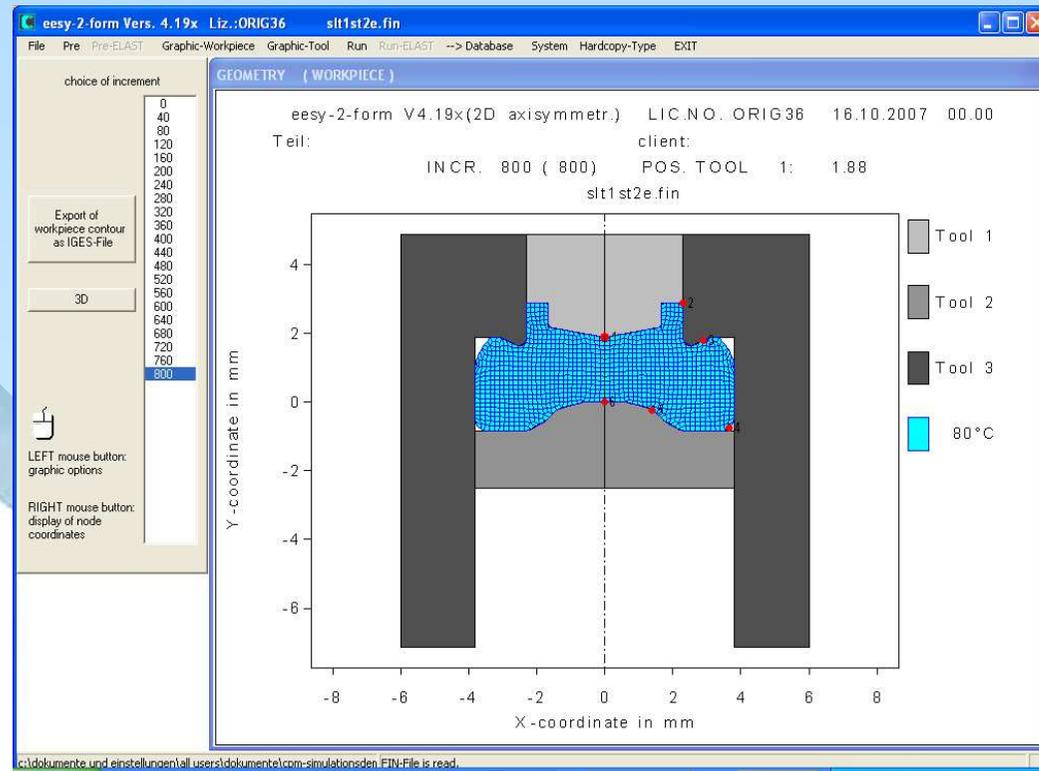 eesy-2-form Vers. 4.19x Liz.:ORIG36 slt1st2e.fin
File Pre Pre-ELAST Graphic-Workpiece Graphic-Tool Run Run-ELAST --> Database System Hardcopy-Type EXIT
choice of increment
0
40
80
120
160
200
240
280
320
360
400
440
480
520
560
600
640
680
720
760
800
Export of
workpiece contour
as IGES-File
3D
LEFT mouse button:
graphic options
RIGHT mouse button:
display of node
coordinates
GEOMETRY ( WORKPIECE )
eesy-2-form V4.19x(2D axisymmetr.) LIC.NO. ORIG36 16.10.2007 00.00
Teil: client:
INCR. 800 ( 800) POS. TOOL 1: 1.88
slt1st2e.fin
Tool 1
Tool 2
Tool 3
80°C
Y-coordinate in mm
4
2
0
-2
-4
-6
2
-8 -6 -4 -2 0 2 4 6 8
X-coordinate in mm
c:\dokumente und einstellungen\all users\dokumente\cpm-simulationsden FIN-File is read.